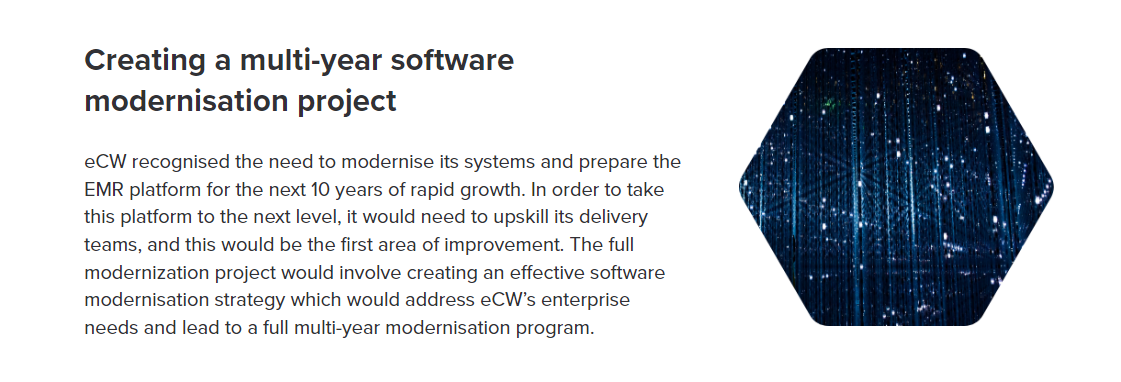 Creating a multi-year software
modernisation project
eCW recognised the need to modernise its systems and prepare the
EMR platform for the next 10 years of rapid growth. In order to take
this platform to the next level, it would need to upskill its delivery
teams, and this would be the first area of improvement. The full
modernization project would involve creating an effective software
modernisation strategy which would address eCW’s enterprise
needs and lead to a full multi-year modernisation program.